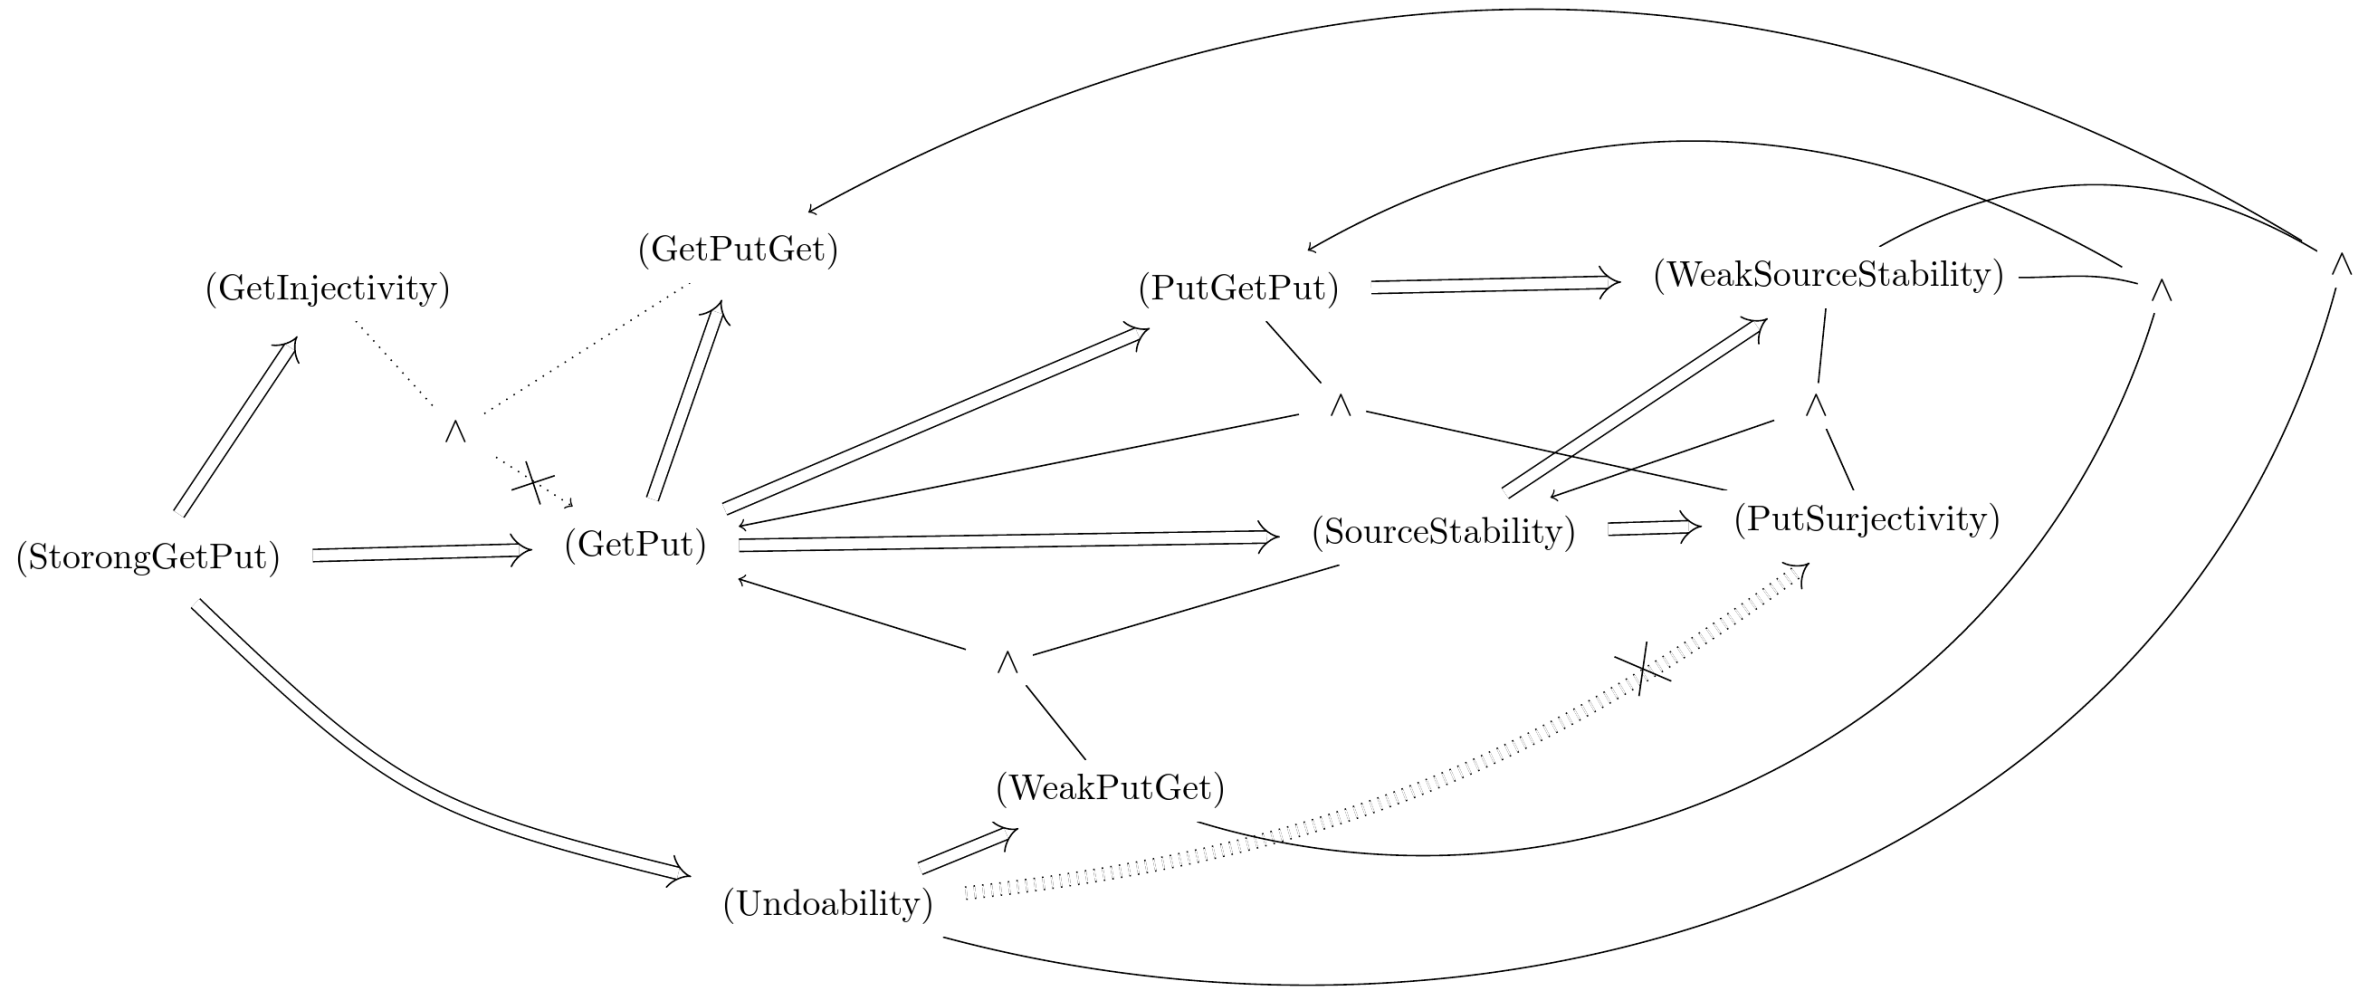 (GetPutGet)
(GetInjectivity)
(PutGetPut)
(WeakSourceStability)
∧
∧
∧
∧
∧
(StorongGetPut)
(GetPut)
(SourceStability)
(PutSurjectivity)
∧
(WeakPutGet)
(Undoability)